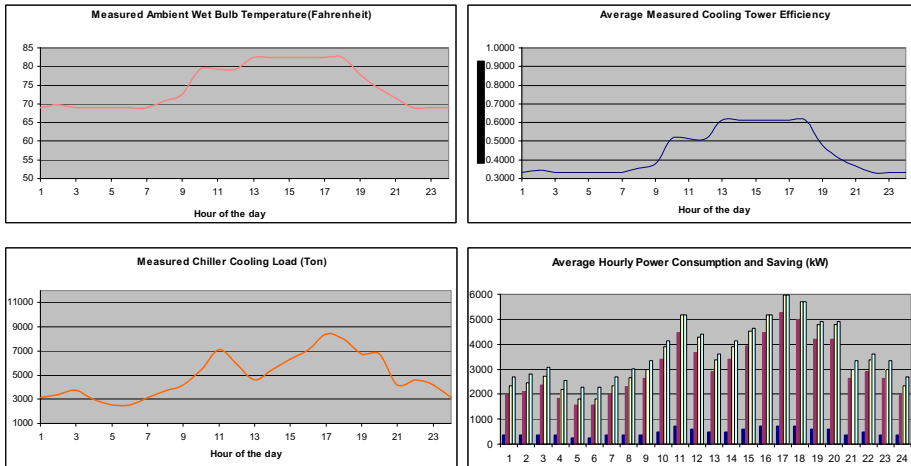 Measured Ambient Wet Bulb Temperature(Fahrenheit)
85
80
75
70
65
60
55
50
1 3 5 7 9 11 13 15 17 19 21 23
Hour of the day
Average Measured Cooling Tower Efficiency
1.0000
0.9000
0.8000
0.7000
0.6000
0.5000
0.4000
0.3000
1 3 5 7 9 11 13 15 17 19 21 23
Hour of the day
Measured Chiller Cooling Load (Ton)
11000
9000
7000
5000
3000
1000
1 3 5 7 9 11 13 15 17 19 21 23
Hour of the day
Average Hourly Power Consumption and Saving (kW)
6000
5000
4000
3000
2000
1000
0
1 2 3 4 5 6 7 8 9 10 11 12 13 14 15 16 17 18 19 20 21 22 23 24